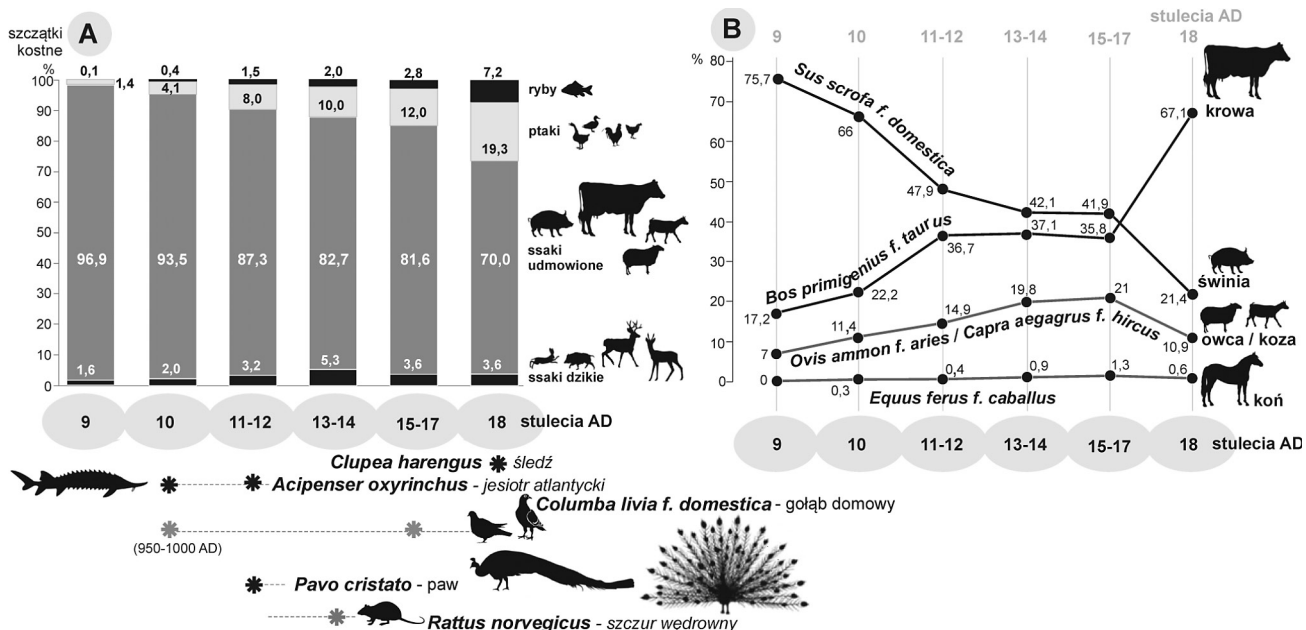 A
szczątki
kostne
%
100
90
80
70
60
50
40
30
20
10
0
0,1 0,4 1,5 2,0 2,8 7,2
1,4 4,1 8,0 10,0 12,0 19,3
96,9 93,5 87,3 82,7 81,6 70,0
1,6 2,0 3,2 5,3 3,6 3,6
ryby
ptaki
ssaki
udmowione
ssaki dzikie
9 10 11-12 13-14 15-17 18 stulecia AD
Clupea harengus śledź
Acipenser oxyrinchus - jesiotr atlantycki
Columba livia f. domestica - gołąb domowy
(950-1000 AD)
Pavo cristato - paw
Rattus norvegicus - szczur wędrowny
B
stulecia AD
9 10 11-12 13-14 15-17 18
%
80
70
60
50
40
30
20
10
0
Sus scrofa f. domestica
75,7 66 47,9 42,1 41,9 21,4
Bos primigenius f. taurus
17,2 22,2 36,7 37,1 35,8 67,1
Ovis ammon f. aries / Capra aegagrus f. hircus
7 11,4 14,9 19,8 21 10,9
Equus ferus f. caballus
0 0,3 0,4 0,9 1,3 0,6
krowa
świnia
owca / koza
koń
9 10 11-12 13-14 15-17 18 stulecia AD